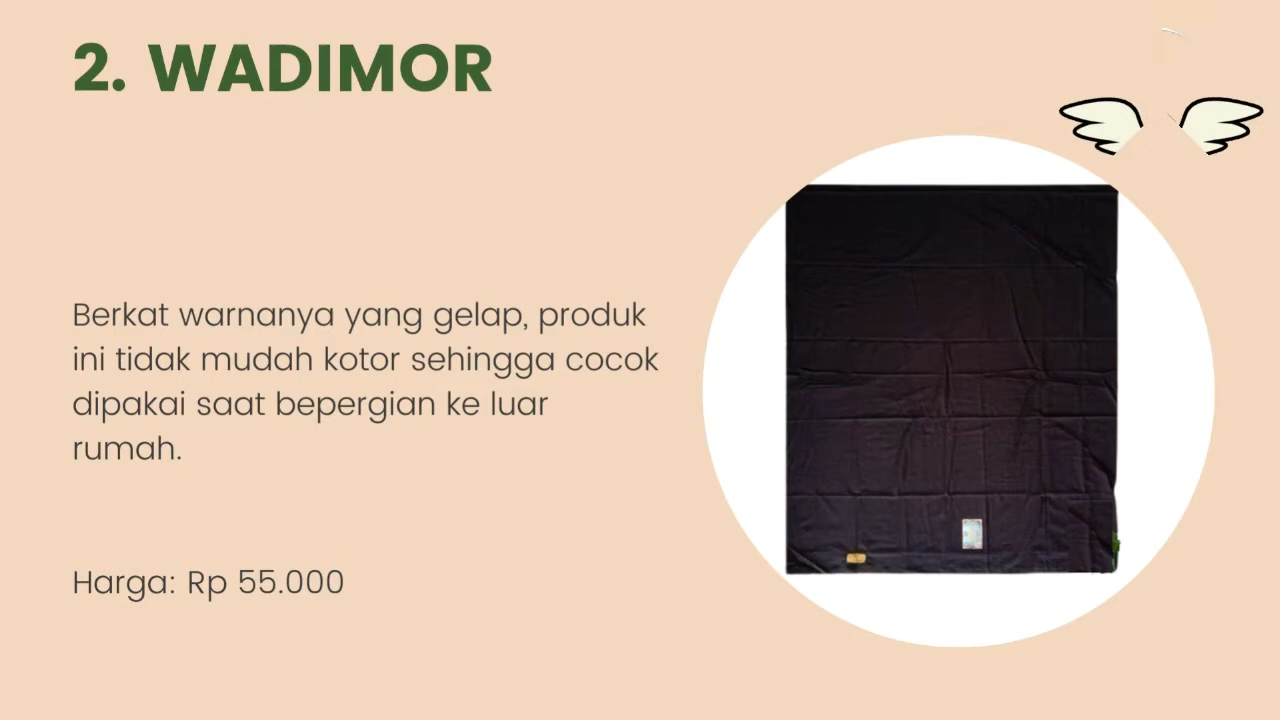 2. WADIMOR
Berkat warnanya yang gelap, produk
ini tidak mudah kotor sehingga cocok
dipakai saat bepergian ke luar
rumah.
Harga: Rp 55.000